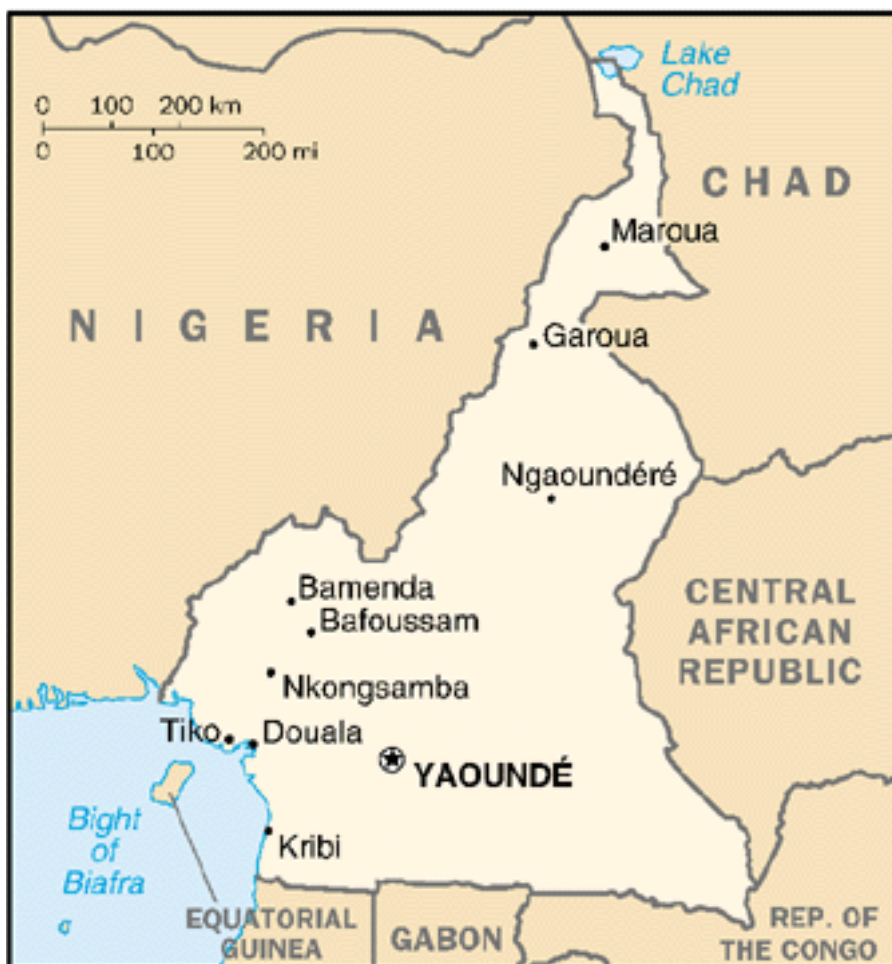 Lake
Chad
0 100 200 km
0 100 200 mi
CHAD
Maroua
NIGERIA
Garoua
Ngaoundéré
CENTRAL
AFRICAN
REPUBLIC
Bamenda
Bafoussam
Nkongsamba
Tiko
Douala
YAOUNDÉ
Bight
of
Biafra
Kribi
EQUATORIAL
GUINEA
GABON
REP. OF
THE CONGO